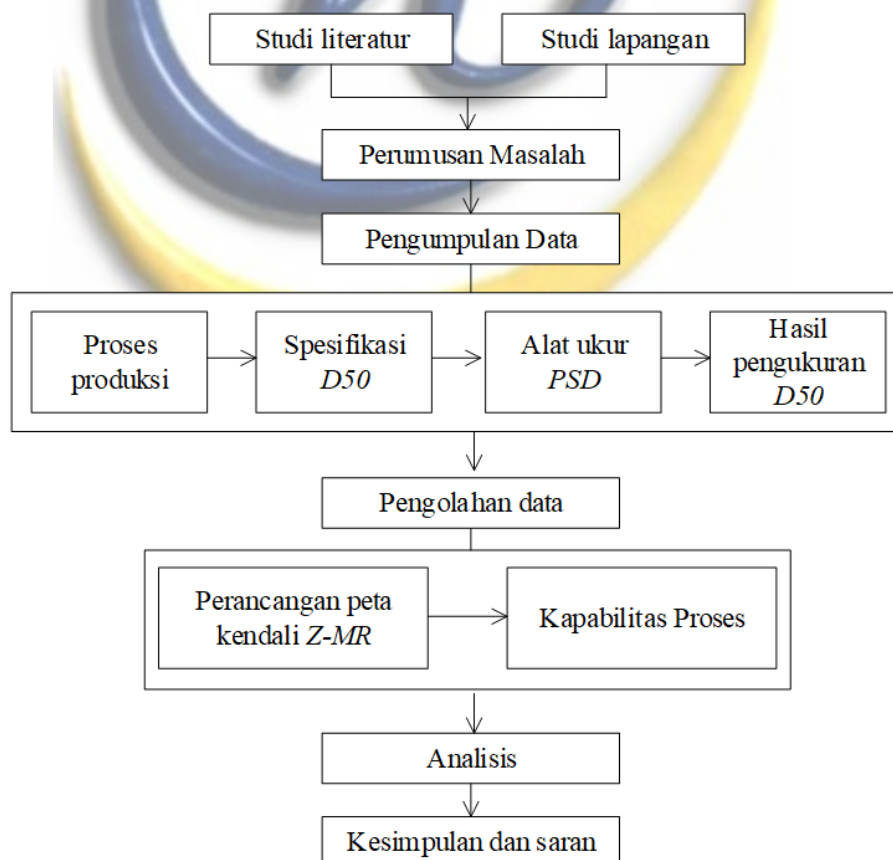 Studi literatur
Studi lapangan
Perumusan Masalah
Pengumpulan Data
Proses
produksi
Spesifikasi
D50
Alat ukur
PSD
Hasil
pengukuran
D50
Pengolahan data
Perancangan peta
kendali Z-MR
Kapabilitas Proses
Analisis
Kesimpulan dan saran